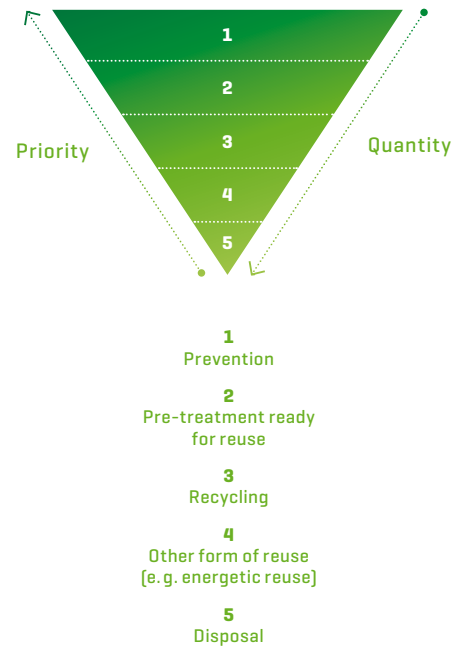 1
2
3
4
5
Priority
Quantity
1
Prevention
2
Pre-treatment ready
for reuse
3
Recycling
4
Other form of reuse
(e. g. energetic reuse)
5
Disposal